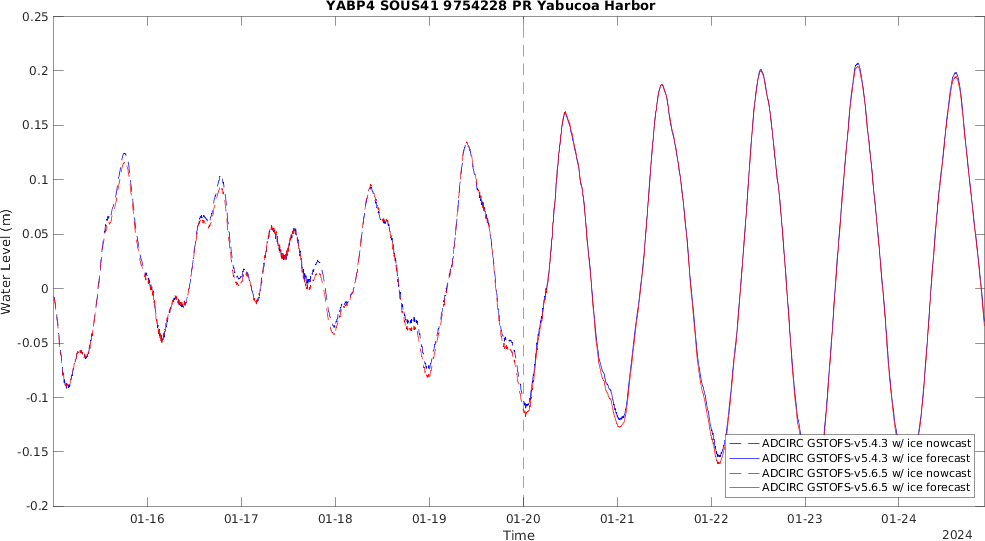 YABP4 SOUS41 9754228 PR Yabucoa Harbor
0.25
0.2
0.15
0.1
0.05
0
-0.05
-0.1
-0.15
-0.2
Water Level (m)
ADCIRC GSTOFS-v5.4.3 w/ ice nowcast
ADCIRC GSTOFS-v5.4.3 w/ ice forecast
ADCIRC GSTOFS-v5.6.5 w/ ice nowcast
ADCIRC GSTOFS-v5.6.5 w/ ice forecast
01-16 01-17 01-18 01-19 01-20 01-21 01-22 01-23 01-24
Time
2024